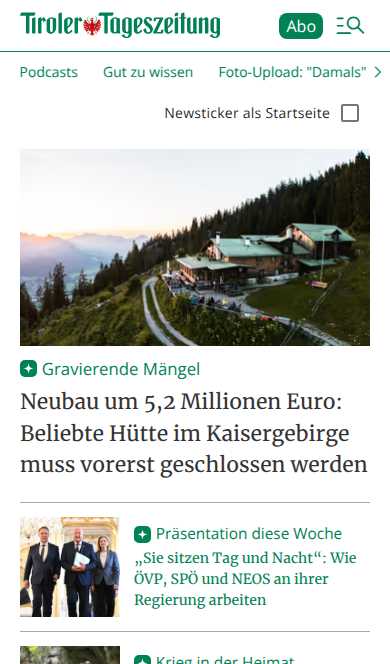 Tiroler Tageszeitung
Abo
Podcasts Gut zu wissen Foto-Upload: "Damals"
Newsticker als Startseite
Gravierende Mängel
Neubau um 5,2 Millionen Euro:
Beliebte Hütte im Kaisergebirge
muss vorerst geschlossen werden
Präsentation diese Woche
„Sie sitzen Tag und Nacht“: Wie
ÖVP, SPÖ und NEOS an ihrer
Regierung arbeiten
Krieg in der Heimat